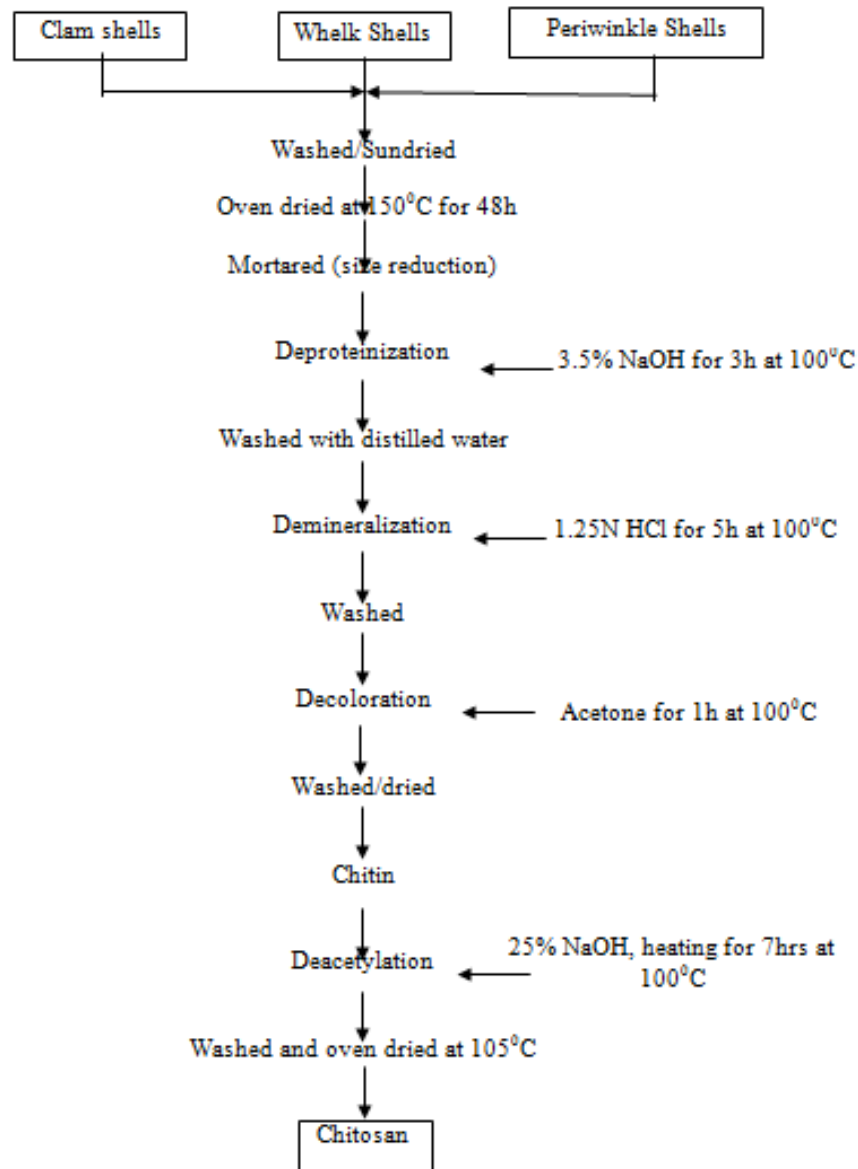 Clam shells
Whelk Shells
Periwinkle Shells
Washed/Sundried
Oven dried at 150⁰C for 48h
Mortared (size reduction)
Deproteinization
3.5% NaOH for 3h at 100⁰C
Washed with distilled water
Demineralization
1.25N HCl for 5h at 100⁰C
Washed
Decoloration
Acetone for 1h at 100⁰C
Washed/dried
Chitin
Deacetylation
25% NaOH, heating for 7hrs at
100⁰C
Washed and oven dried at 105⁰C
Chitosan